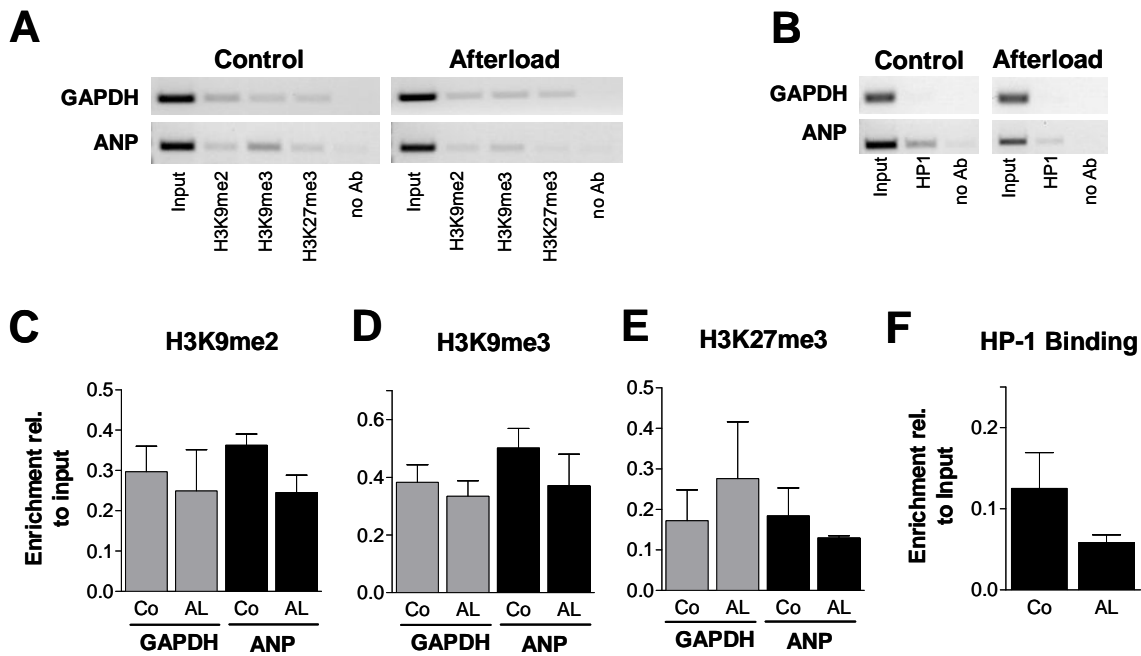 A
Control
Afterload
GAPDH
ANP
Input
H3K9me2
H3K9me3
H3K27me3
no Ab
Input
H3K9me2
H3K9me3
H3K27me3
no Ab
B
Control
Afterload
GAPDH
ANP
Input
HP1
no Ab
Input
HP1
no Ab
C
H3K9me2
Enrichment rel.
to input
0.5
0.4
0.3
0.2
0.1
0.0
Co AL Co AL
GAPDH ANP
D
H3K9me3
0.6
0.4
0.2
0.0
Co AL Co AL
GAPDH ANP
E
H3K27me3
0.5
0.4
0.3
0.2
0.1
0.0
Co AL Co AL
GAPDH ANP
F
HP-1 Binding
Enrichment rel.
to Input
0.2
0.1
0.0
Co AL